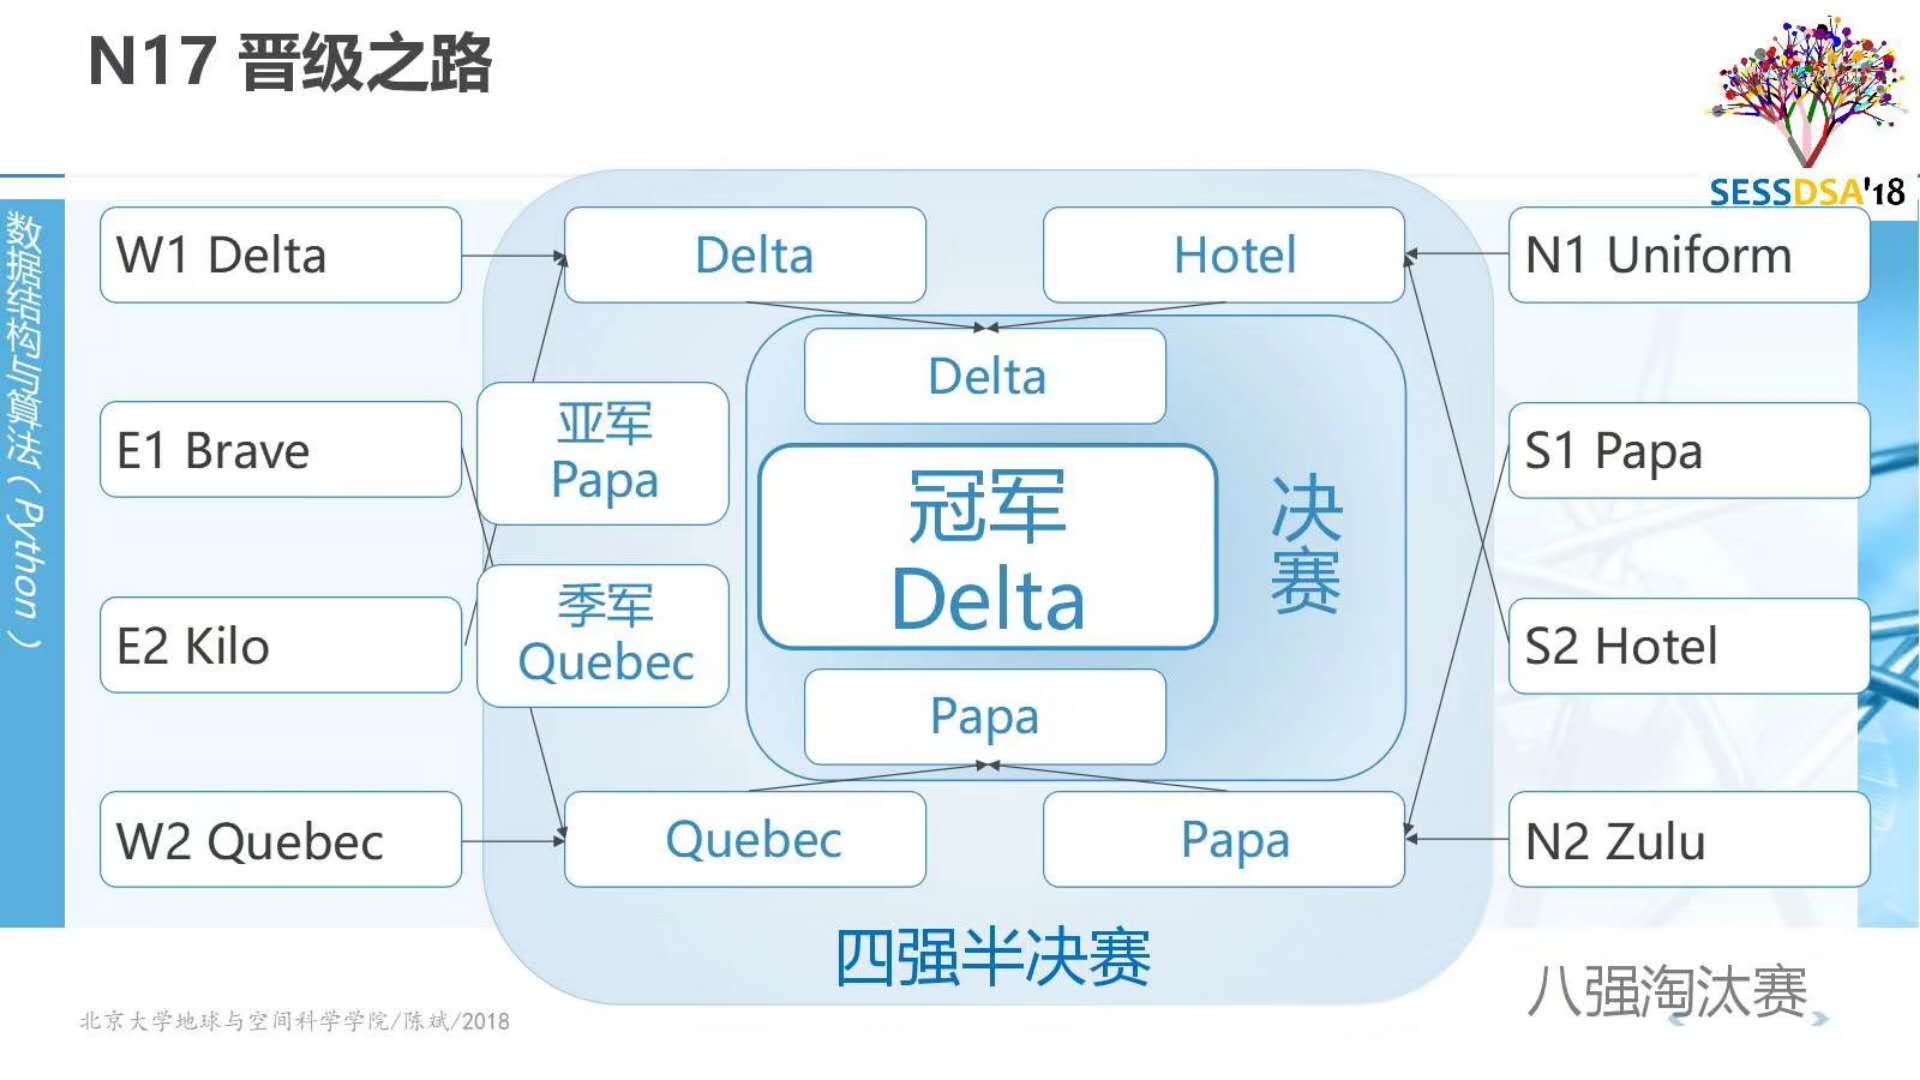 N17 晋级之路
SESSDSA'18
数据结构与算法（Python）
W1 Delta
Delta
Hotel
N1 Uniform
Delta
E1 Brave
亚军
Papa
冠军
Delta
决
赛
S1 Papa
E2 Kilo
季军
Quebec
S2 Hotel
Papa
W2 Quebec
Quebec
Papa
N2 Zulu
四强半决赛
八强淘汰赛
北京大学地球与空间科学学院/陈斌/2018